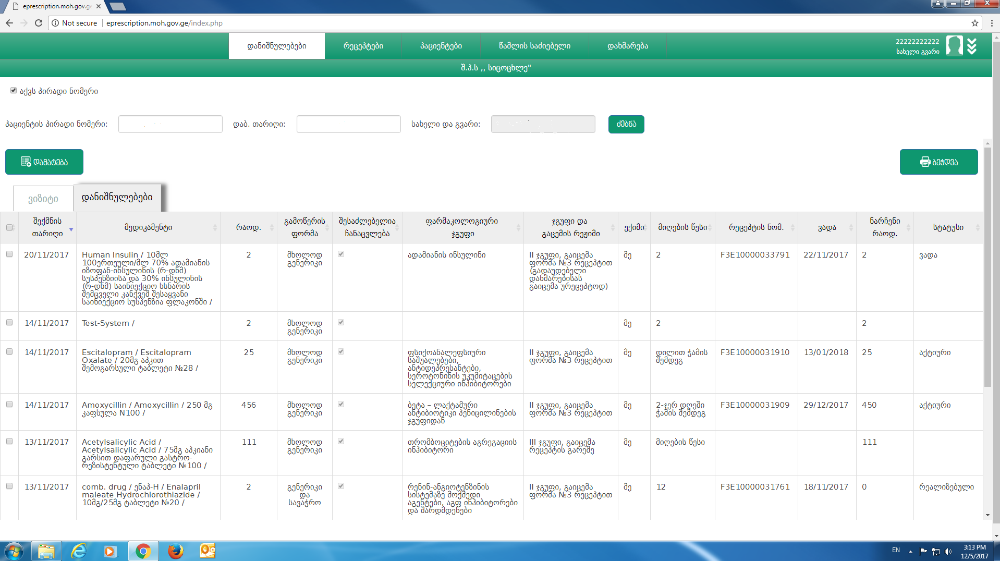 eprescription.moh.gov.ge
Not secure
eprescription.moh.gov.ge/index.php
დანიშნულებები
რეცეპტები
პაციენტები
წამლის საძიებელი
დახმარება
22222222222
სახელი გვარი
შ.პ.ს ,, სიცოცხლე"
აქვს პირადი ნომერი
პაციენტის პირადი ნომერი:
დაბ. თარიღი:
სახელი და გვარი:
ძებნა
დამატება
ბეჭდვა
ვიზიტი
დანიშნულებები
შექმნის
თარიღი
მედიკამენტი
რაოდ.
გამოწერის
ფორმა
შესაძლებელია
ჩანაცვლება
ფარმაკოლოგიური
ჯგუფი
ჯგუფი და
გაცემის რეჟიმი
ექიმი
მიღების წესი
რეცეპტის ნომ.
ვადა
ნარჩენი
რაოდ.
სტატუსი
20/11/2017
Human Insulin / 10მლ
100ერთეული/მლ 70% ადამიანის
იზოფან-ინსულინის (რ-დნმ)
სუსპენზიისა და 30% ინსულინის
(რ-დნმ) საინიექციო ხსნარის
შემცველი კანქვეშ შესაყვანი
საინიექციო სუსპენზია ფლაკონში /
2
მხოლოდ
გენერიკი
ადამიანის ინსულინი
II ჯგუფი, გაიცემა
ფორმა №3 რეცეპტით
(გადაუდებელი
დახმარებისას
გაიცემა ურეცეპტოდ)
მე
2
F3E10000033791
22/11/2017
2
ვადა
14/11/2017
Test-System /
2
მხოლოდ
გენერიკი
მე
2
2
14/11/2017
Escitalopram / Escitalopram
Oxalate / 20მგ აპკით
შემოგარსული ტაბლეტი №28 /
25
მხოლოდ
გენერიკი
ფსიქოანალეფსიური
საშუალებები,
ანტიდეპრესანტები,
სეროტონინის უკუმიტაცების
სელექციური ინჰიბიტორები
II ჯგუფი, გაიცემა
ფორმა №3 რეცეპტით
მე
დილით ჭამის
შემდეგ
F3E10000031910
13/01/2018
25
აქტიური
14/11/2017
Amoxycillin / Amoxycillin / 250 მგ
კაფსულა N100 /
456
მხოლოდ
გენერიკი
ბეტა – ლაქტამური
ანტიბიოტიკი პენიცილინების
ჯგუფიდან
II ჯგუფი, გაიცემა
ფორმა №3 რეცეპტით
მე
2-ჯერ დღეში
ჭამის შემდეგ
F3E10000031909
29/12/2017
450
აქტიური
13/11/2017
Acetylsalicylic Acid /
Acetylsalicylic Acid / 75მგ აპკიანი
გარსით დაფარული გასტრო-
რეზისტენტული ტაბლეტი №100 /
111
მხოლოდ
გენერიკი
თრომბოციტების აგრეგაციის
ინჰიბიტორი
III ჯგუფი, გაიცემა
რეცეპტის გარეშე
მე
მიღების წესი
111
13/11/2017
comb. drug / ენაპ-H / Enalapril
maleate Hydrochlorothiazide /
10მგ/25მგ ტაბლეტი №20 /
2
გენერიკი
და
სავაჭრო
რენინ-ანგიოტენზინის
სისტემაზე მოქმედი
აგენტები, აგფ ინჰიბიტორები
და შარდმდენები
II ჯგუფი, გაიცემა
ფორმა №3 რეცეპტით
მე
12
F3E10000031761
18/11/2017
0
რეალიზებული
EN
3:13 PM
12/5/2017